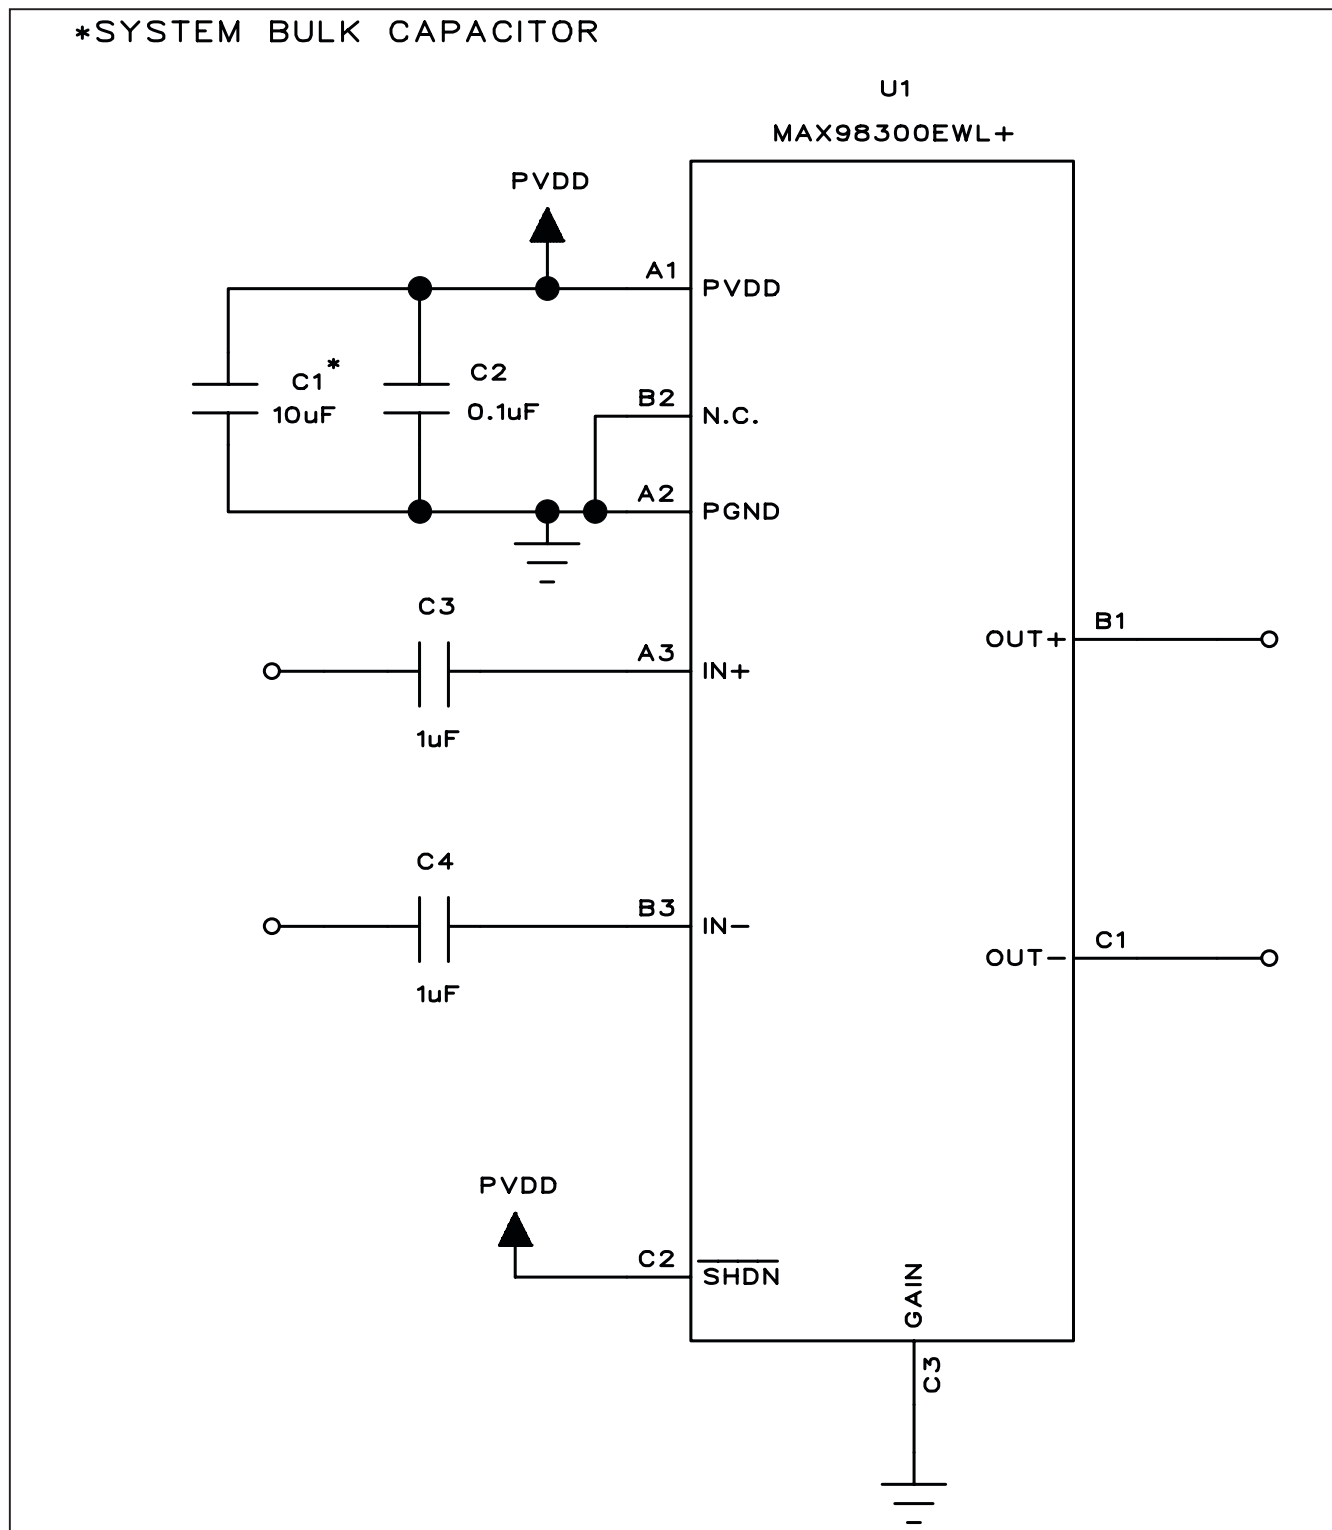 *SYSTEM BULK CAPACITOR
U1
MAX98300EWL+
PVDD
A1
PVDD
C1*
10uF
C2
0.1uF
B2
N.C.
A2
PGND
C3
1uF
A3
IN+
OUT+
B1
C4
1uF
B3
IN-
OUT-
C1
PVDD
C2
SHDN
GAIN
C3